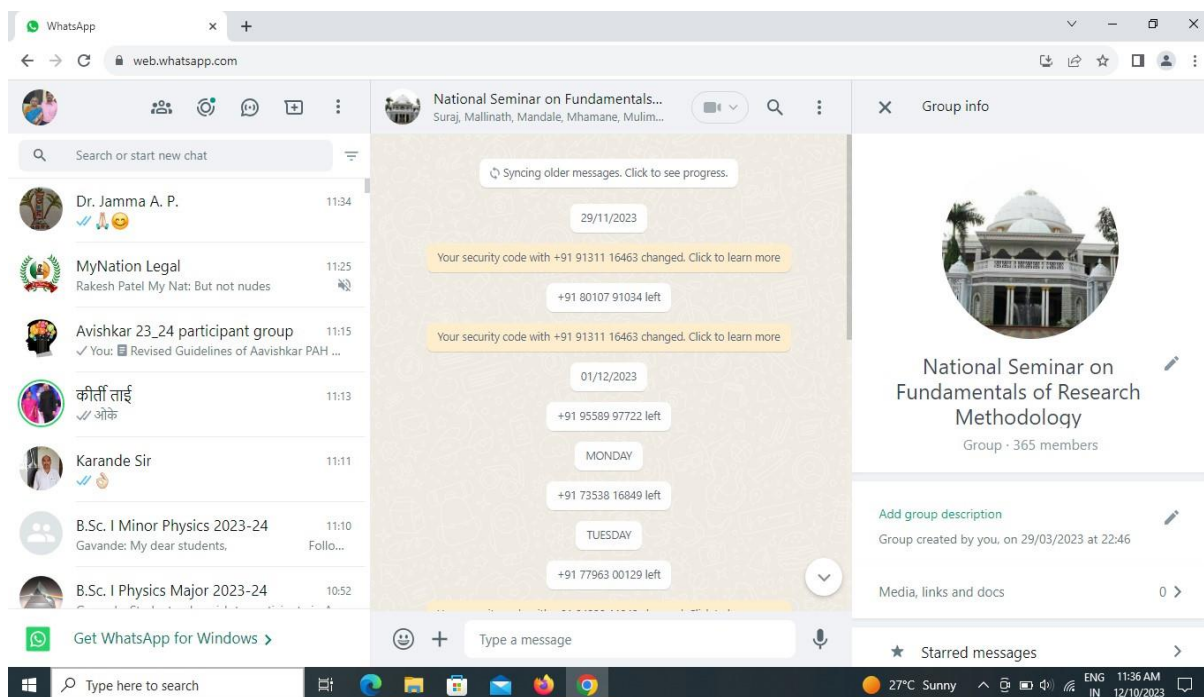 WhatsApp
web.whatsapp.com
Search or start new chat
Dr. Jamma A. P. 11:34
🙏🏻😊
MyNation Legal 11:25
Rakesh Patel My Nat: But not nudes
Avishkar 23_24 participant group 11:15
You: Revised Guidelines of Aavishkar PAH ...
कीर्ती ताई 11:13
ओके
Karande Sir 11:11
👌🏻
B.Sc. I Minor Physics 2023-24 11:10
Gavande: My dear students, Follo...
B.Sc. I Physics Major 2023-24 10:52
Get WhatsApp for Windows >
National Seminar on Fundamentals...
Suraj, Mallinath, Mandale, Mhamane, Mulim...
Syncing older messages. Click to see progress.
29/11/2023
Your security code with +91 91311 16463 changed. Click to learn more
+91 80107 91034 left
Your security code with +91 91311 16463 changed. Click to learn more
01/12/2023
+91 95589 97722 left
MONDAY
+91 73538 16849 left
TUESDAY
+91 77963 00129 left
Type a message
Group info
National Seminar on
Fundamentals of Research
Methodology
Group · 365 members
Add group description
Group created by you, on 29/03/2023 at 22:46
Media, links and docs 0 >
Starred messages >
Type here to search
27°C Sunny
ENG 11:36 AM
IN 12/10/2023